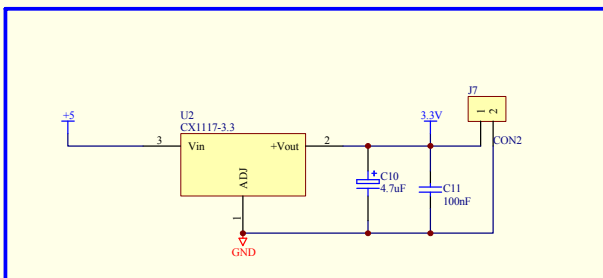 J7
+5
U2
CX1117-3.3
3.3V
1
2
3
Vin
+Vout
2
CON2
ADJ
C10
4.7uF
+
C11
100nF
1
GND